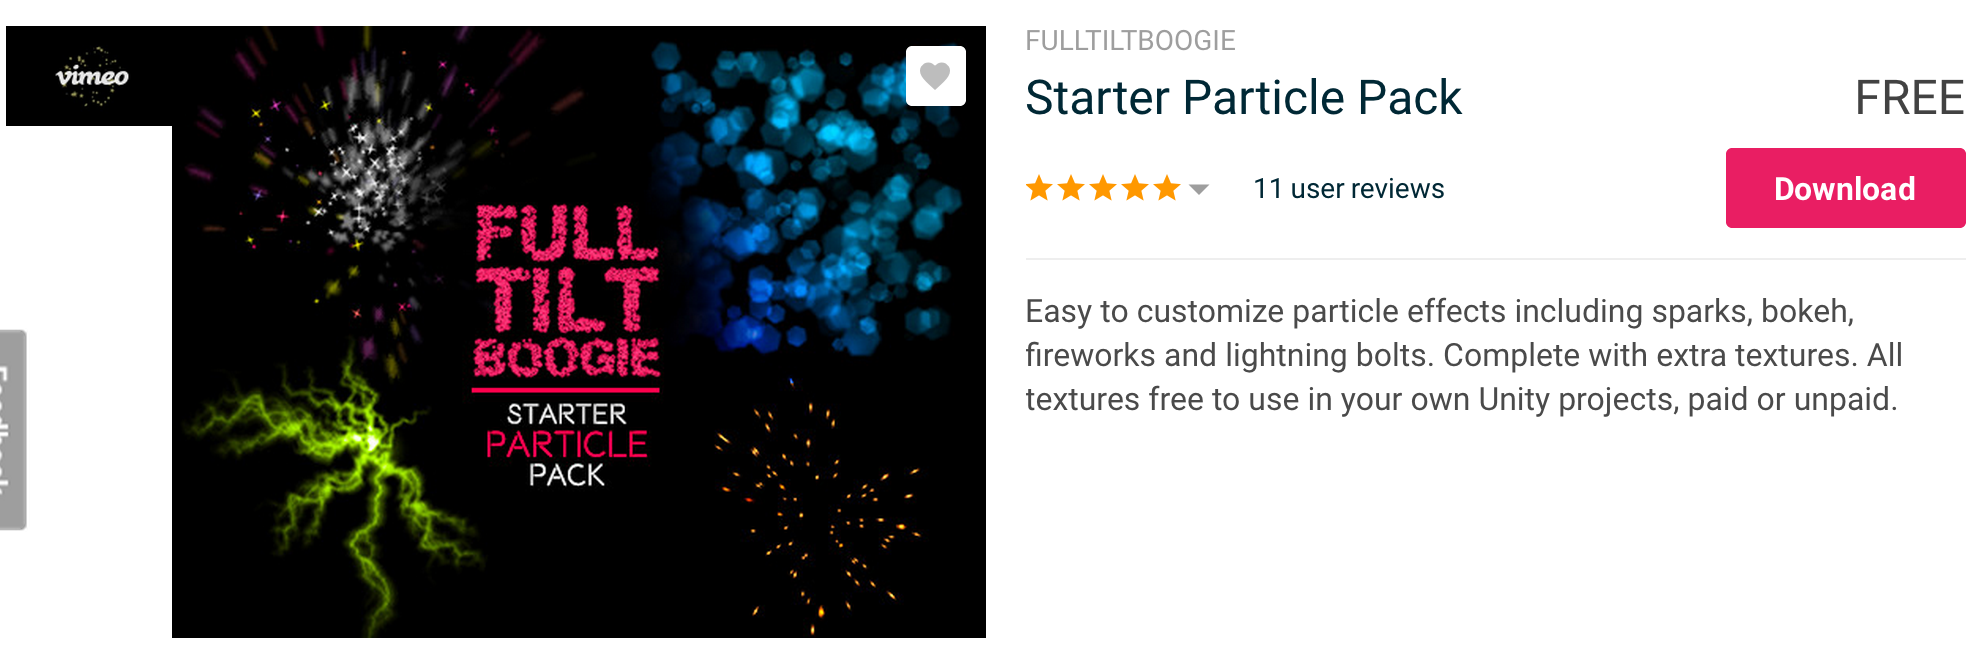 vimeo
FULL
TILT
BOOGIE
STARTER
PARTICLE
PACK
FULLTILTBOOGIE
Starter Particle Pack
FREE
11 user reviews
Download
Easy to customize particle effects including sparks, bokeh,
fireworks and lightning bolts. Complete with extra textures. All
textures free to use in your own Unity projects, paid or unpaid.